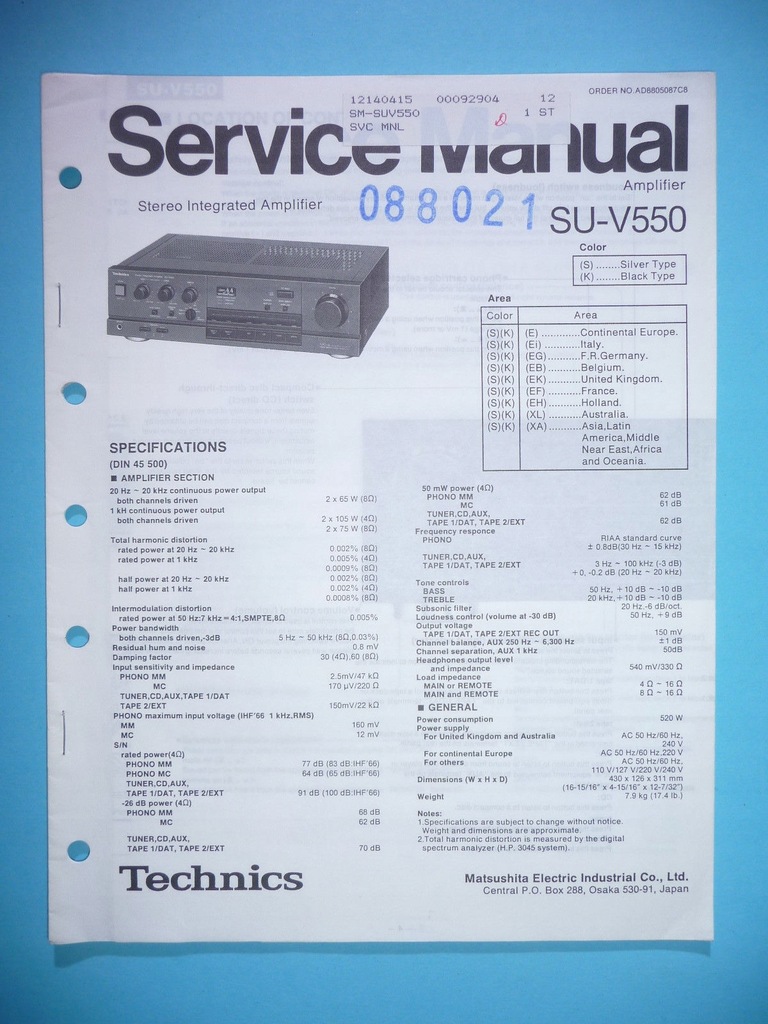 ORDER NO.AD8805087C8
12140415 00092904 12
SM-SUV550 1 ST
SVC MNL
Service Manual
Amplifier
Stereo Integrated Amplifier
088021
SU-V550
Color
(S) ........Silver Type
(K) ........Black Type
Area
Color Area
(S)(K) (E) ............Continental Europe.
(S)(K) (Ei) ...........Italy.
(S)(K) (EG)..........F.R.Germany.
(S)(K) (EB)..........Belgium.
(S)(K) (EK)..........United Kingdom.
(S)(K) (EF)..........France.
(S)(K) (EH)..........Holland.
(S)(K) (XL)..........Australia.
(S)(K) (XA)..........Asia,Latin
America,Middle
Near East,Africa
and Oceania.
Technics
SPECIFICATIONS
(DIN 45 500)
■ AMPLIFIER SECTION
20 Hz ~ 20 kHz continuous power output
both channels driven 2 x 65 W (8Ω)
1 kH continuous power output
both channels driven 2 x 105 W (4Ω)
2 x 75 W (8Ω)
Total harmonic distortion
rated power at 20 Hz ~ 20 kHz 0.002% (8Ω)
rated power at 1 kHz 0.005% (4Ω)
0.0009% (8Ω)
half power at 20 Hz ~ 20 kHz 0.002% (8Ω)
half power at 1 kHz 0.002% (4Ω)
0.0008% (8Ω)
Intermodulation distortion
rated power at 50 Hz:7 kHz=4:1,SMPTE,8Ω 0.005%
Power bandwidth
both channels driven,-3dB 5 Hz ~ 50 kHz (8Ω,0.03%)
Residual hum and noise 0.8 mV
Damping factor 30 (4Ω),60 (8Ω)
Input sensitivity and impedance
PHONO MM 2.5mV/47 kΩ
MC 170 µV/220 Ω
TUNER,CD,AUX,TAPE 1/DAT
TAPE 2/EXT 150mV/22 kΩ
PHONO maximum input voltage (IHF'66 1 kHz,RMS)
MM 160 mV
MC 12 mV
S/N
rated power(4Ω)
PHONO MM 77 dB (83 dB:IHF'66)
PHONO MC 64 dB (65 dB:IHF'66)
TUNER,CD,AUX,
TAPE 1/DAT, TAPE 2/EXT 91 dB (100 dB:IHF'66)
-26 dB power (4Ω)
PHONO MM 68 dB
MC 62 dB
TUNER,CD,AUX,
TAPE 1/DAT, TAPE 2/EXT 70 dB
50 mW power (4Ω)
PHONO MM 62 dB
MC 61 dB
TUNER,CD,AUX,
TAPE 1/DAT, TAPE 2/EXT 62 dB
Frequency responce
PHONO RIAA standard curve
± 0.8dB(30 Hz ~ 15 kHz)
TUNER,CD,AUX,
TAPE 1/DAT, TAPE 2/EXT 3 Hz ~ 100 kHz (-3 dB)
+0, -0.2 dB (20 Hz ~ 20 kHz)
Tone controls
BASS 50 Hz, +10 dB ~ -10 dB
TREBLE 20 kHz, +10 dB ~ -10 dB
Subsonic filter 20 Hz.-6 dB/oct.
Loudness control (volume at -30 dB) 50 Hz, +9 dB
Output voltage
TAPE 1/DAT, TAPE 2/EXT REC OUT 150 mV
Channel balance, AUX 250 Hz ~ 6,300 Hz ±1 dB
Channel separation, AUX 1 kHz 50dB
Headphones output level
and impedance 540 mV/330 Ω
Load impedance
MAIN or REMOTE 4 Ω ~ 16 Ω
MAIN and REMOTE 8 Ω ~ 16 Ω
■ GENERAL
Power consumption 520 W
Power supply
For United Kingdom and Australia AC 50 Hz/60 Hz,
240 V
For continental Europe AC 50 Hz/60 Hz,220 V
For others AC 50 Hz/60 Hz,
110 V/127 V/220 V/240 V
Dimensions (W x H x D) 430 x 126 x 311 mm
(16-15/16" x 4-15/16" x 12-7/32")
Weight 7.9 kg (17.4 lb.)
Notes:
1.Specifications are subject to change without notice.
Weight and dimensions are approximate.
2.Total harmonic distortion is measured by the digital
spectrum analyzer (H.P. 3045 system).
Technics
Matsushita Electric Industrial Co., Ltd.
Central P.O. Box 288, Osaka 530-91, Japan